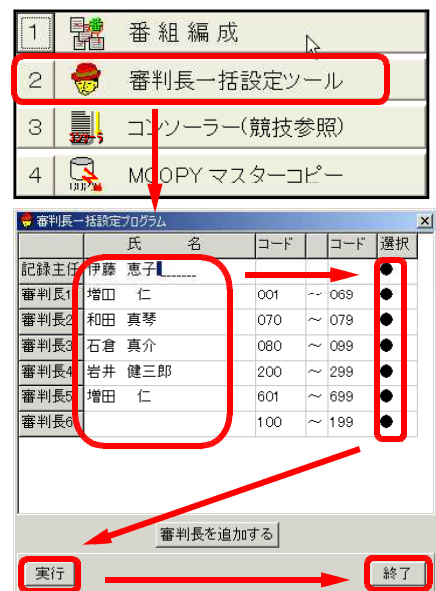 1 番組編成
2 審判長一括設定ツール
3 コンソーラー(競技参照)
4 MCOPY マスターコピー
審判長一括設定プログラム
氏 名 コード コード 選択
記録主任 伊藤 恵子 ●
審判長1 増田 仁 001 ~ 069 ●
審判長2 和田 真琴 070 ~ 079 ●
審判長3 石倉 真介 080 ~ 099 ●
審判長4 岩井 健三郎 200 ~ 299 ●
審判長5 増田 仁 601 ~ 699 ●
審判長6 100 ~ 199 ●
審判長を追加する
実行 終了